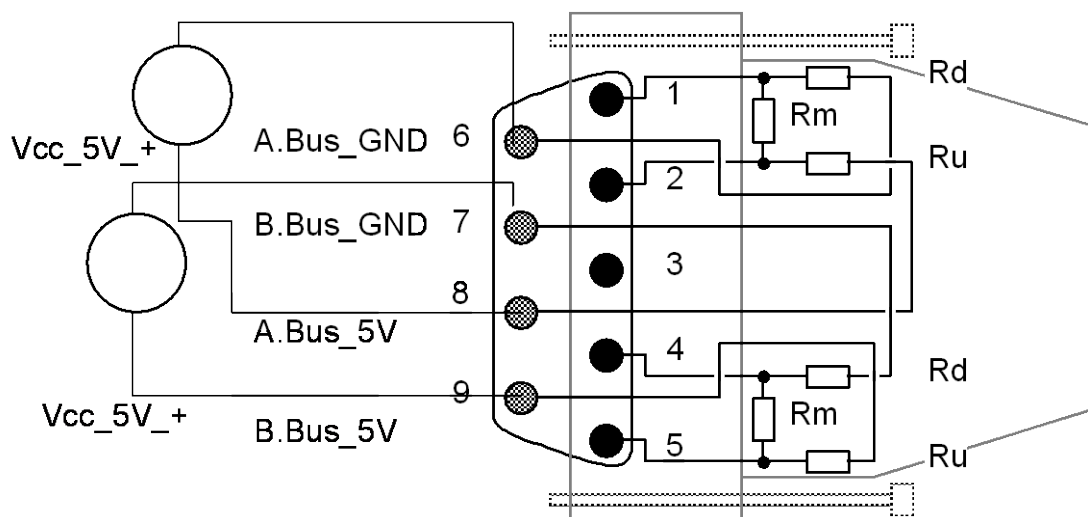 1
Rd
Rm
Vcc_5V_+
A.Bus_GND
6
2
Ru
B.Bus_GND
7
3
8
A.Bus_5V
4
Rd
9
Rm
Vcc_5V_+
B.Bus_5V
5
Ru